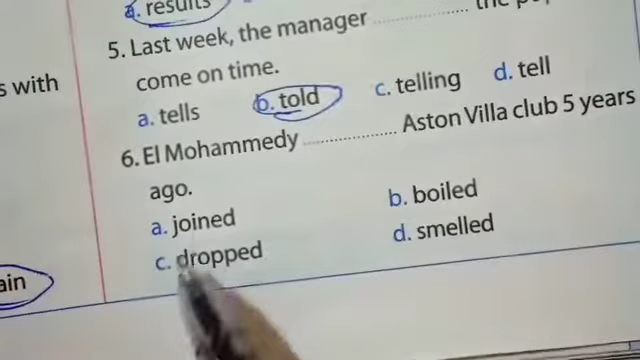 a. results
5. Last week, the manager .................. the
come on time.
a. tells b. told c. telling d. tell
s with
6. El Mohammedy .................. Aston Villa club 5 years
ago.
a. joined b. boiled
c. dropped d. smelled
ain